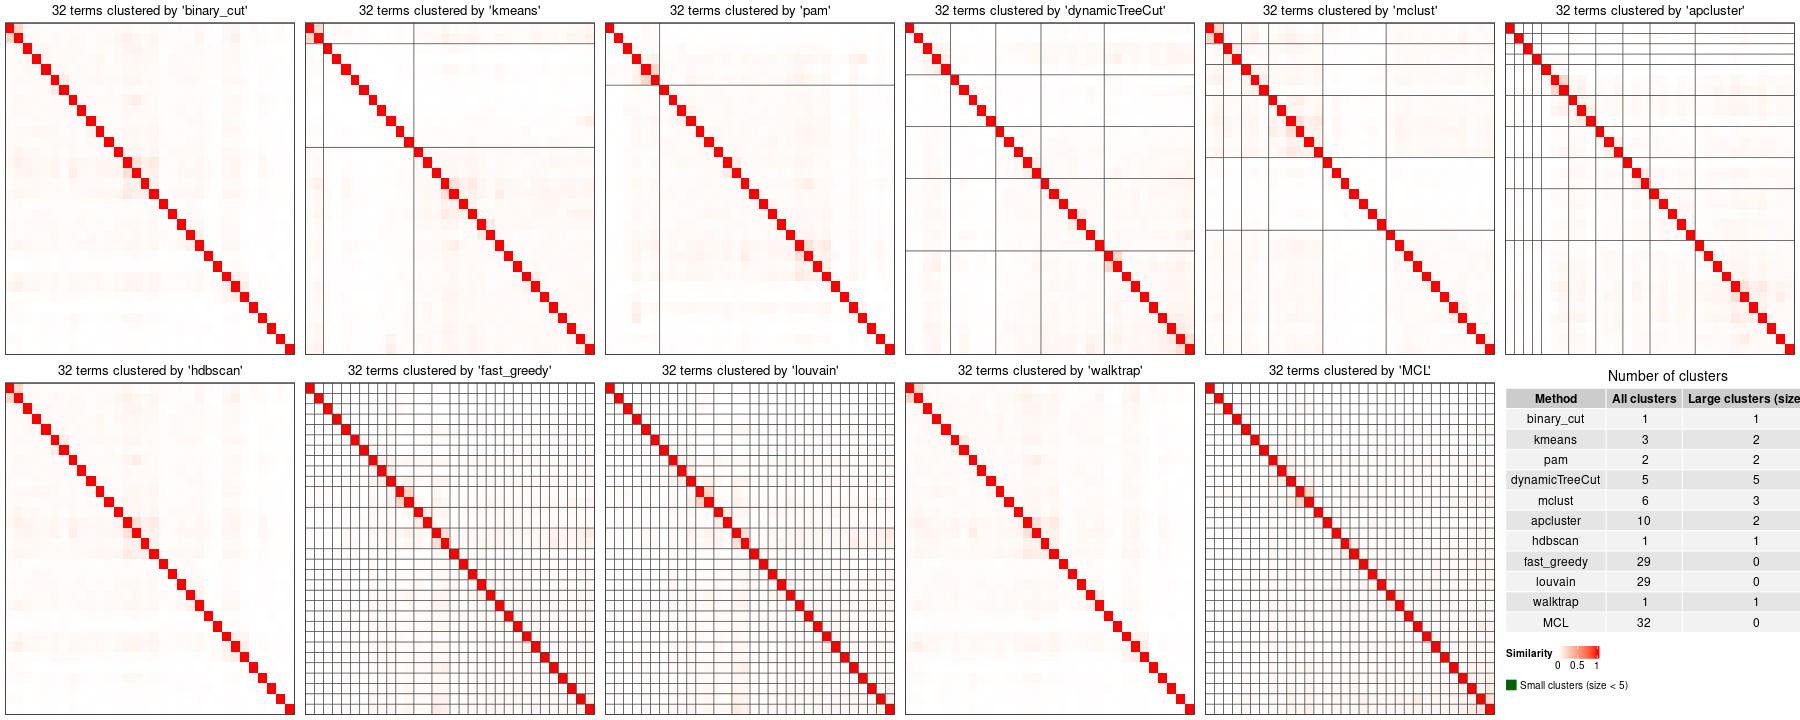 32 terms clustered by 'binary_cut'
32 terms clustered by 'kmeans'
32 terms clustered by 'pam'
32 terms clustered by 'dynamicTreeCut'
32 terms clustered by 'mclust'
32 terms clustered by 'apcluster'
32 terms clustered by 'hdbscan'
32 terms clustered by 'fast_greedy'
32 terms clustered by 'louvain'
32 terms clustered by 'walktrap'
32 terms clustered by 'MCL'
Number of clusters
Method All clusters Large clusters (size
binary_cut 1 1
kmeans 3 2
pam 2 2
dynamicTreeCut 5 5
mclust 6 3
apcluster 10 2
hdbscan 1 1
fast_greedy 29 0
louvain 29 0
walktrap 1 1
MCL 32 0
Similarity
0 0.5 1
Small clusters (size < 5)